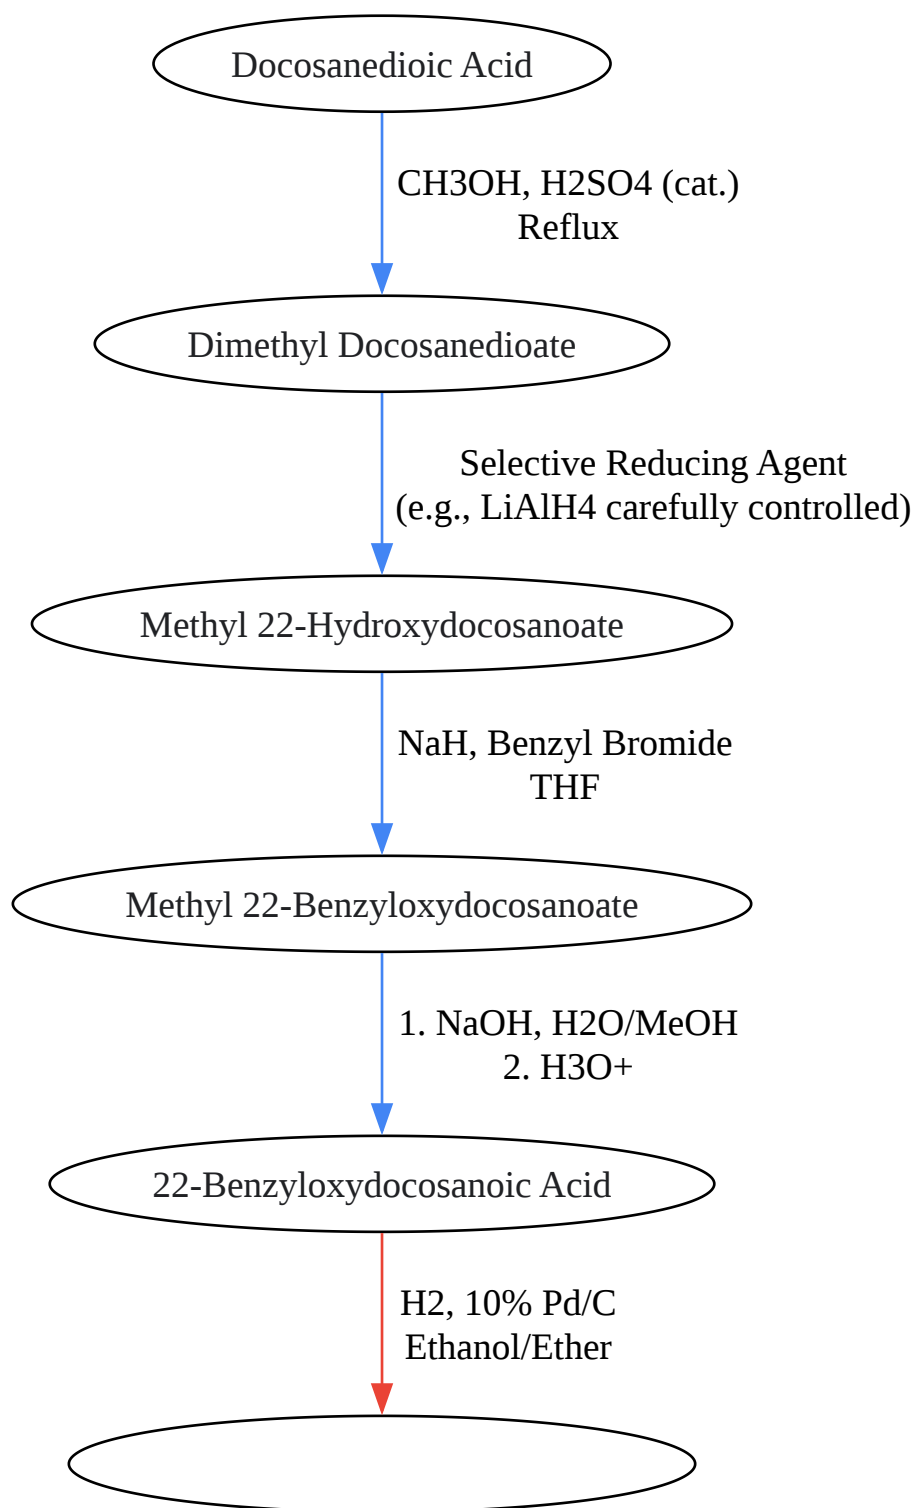 Docosanedioic Acid
CH3OH, H2SO4 (cat.)
Reflux
Dimethyl Docosanedioate
Selective Reducing Agent
(e.g., LiAlH4 carefully controlled)
Methyl 22-Hydroxydocosanoate
NaH, Benzyl Bromide
THF
Methyl 22-Benzyloxydocosanoate
1. NaOH, H2O/MeOH
2. H3O+
22-Benzyloxydocosanoic Acid
H2, 10% Pd/C
Ethanol/Ether